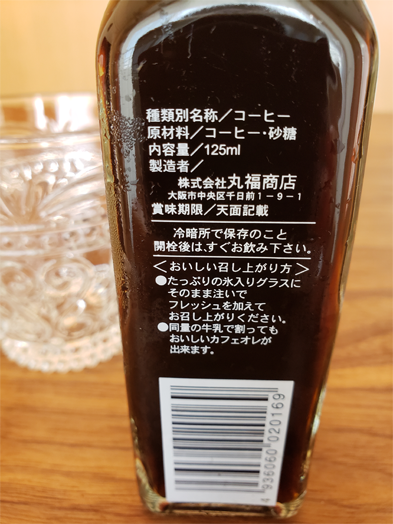 種類別名称／コーヒー
原材料／コーヒー・砂糖
内容量／125ml
製造者／
株式会社丸福商店
大阪市中央区千日前1－9－1
賞味期限／天面記載
冷暗所で保存のこと
開栓後は、すぐお飲み下さい。
＜おいしい召し上がり方＞
●たっぷりの氷入りグラスに
そのまま注いで
フレッシュを加えて
お召し上がりください。
●同量の牛乳で割っても
おいしいカフェオレが
出来ます。
4936060020169